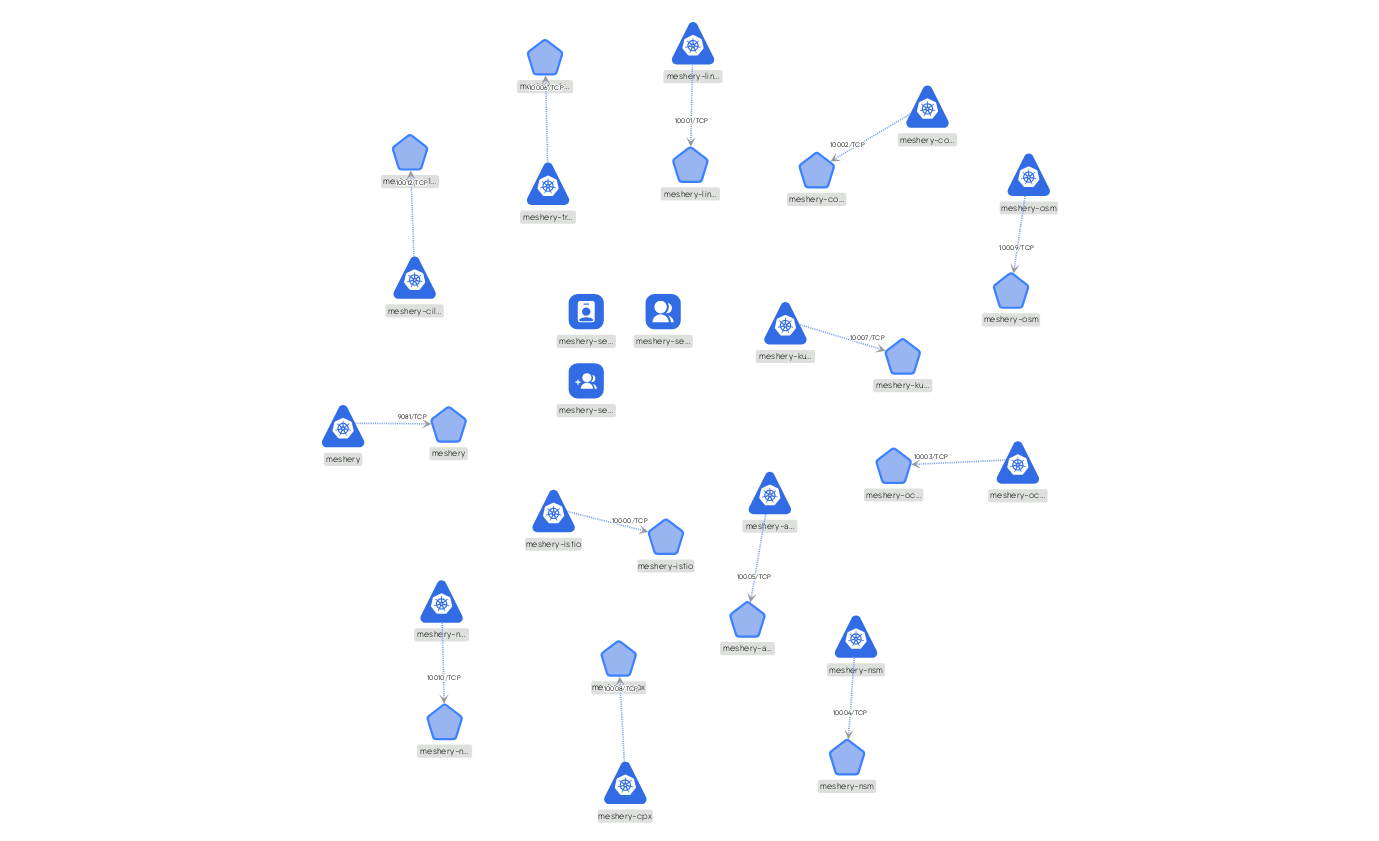 meshery-lin...
10006/TCP
10001/TCP
meshery-co...
10002/TCP
10012/TCP
meshery-lin...
meshery-co...
meshery-osm
meshery-tr...
10009/TCP
meshery-cil...
meshery-osm
meshery-se...
meshery-se...
10007/TCP
meshery-ku...
meshery-ku...
meshery-se...
9081/TCP
meshery
meshery
10003/TCP
meshery-oc...
meshery-oc...
10000/TCP
meshery-a...
meshery-istio
meshery-istio
10005/TCP
meshery-n...
meshery-a...
meshery-nsm
10010/TCP
10008/TCP
10004/TCP
meshery-n...
meshery-nsm
meshery-cpx